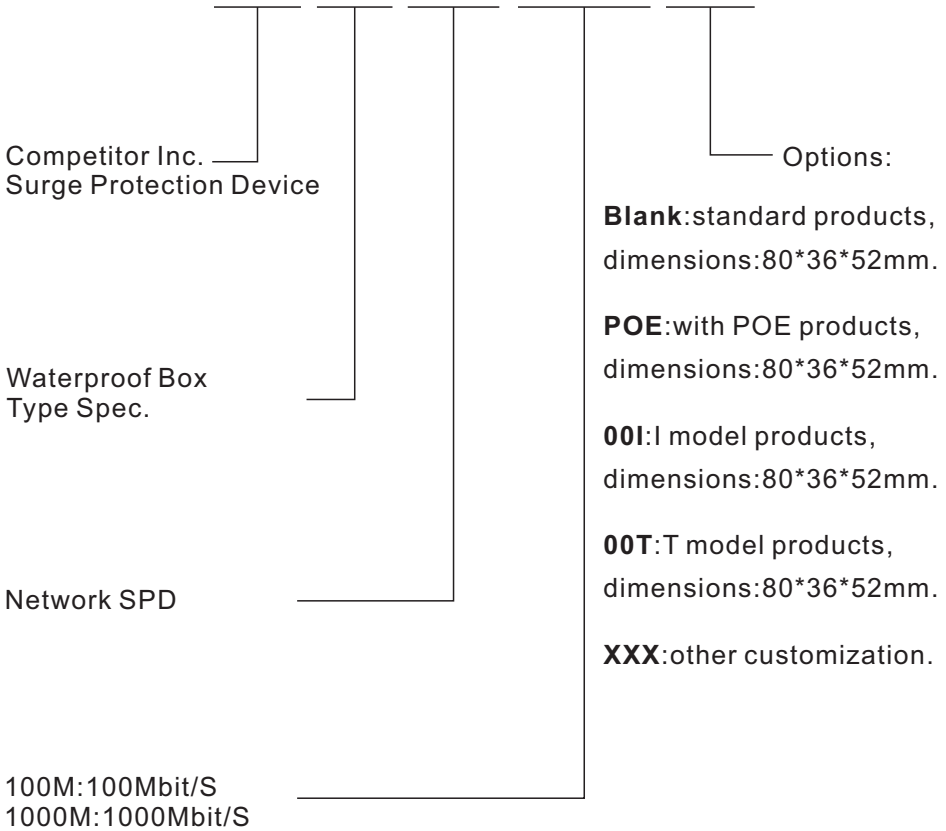 Competitor Inc.
Surge Protection Device
Options:
Blank:standard products,
dimensions:80*36*52mm.
POE:with POE products,
dimensions:80*36*52mm.
Waterproof Box
Type Spec.
00I:I model products,
dimensions:80*36*52mm.
00T:T model products,
dimensions:80*36*52mm.
Network SPD
XXX:other customization.
100M:100Mbit/S
1000M:1000Mbit/S